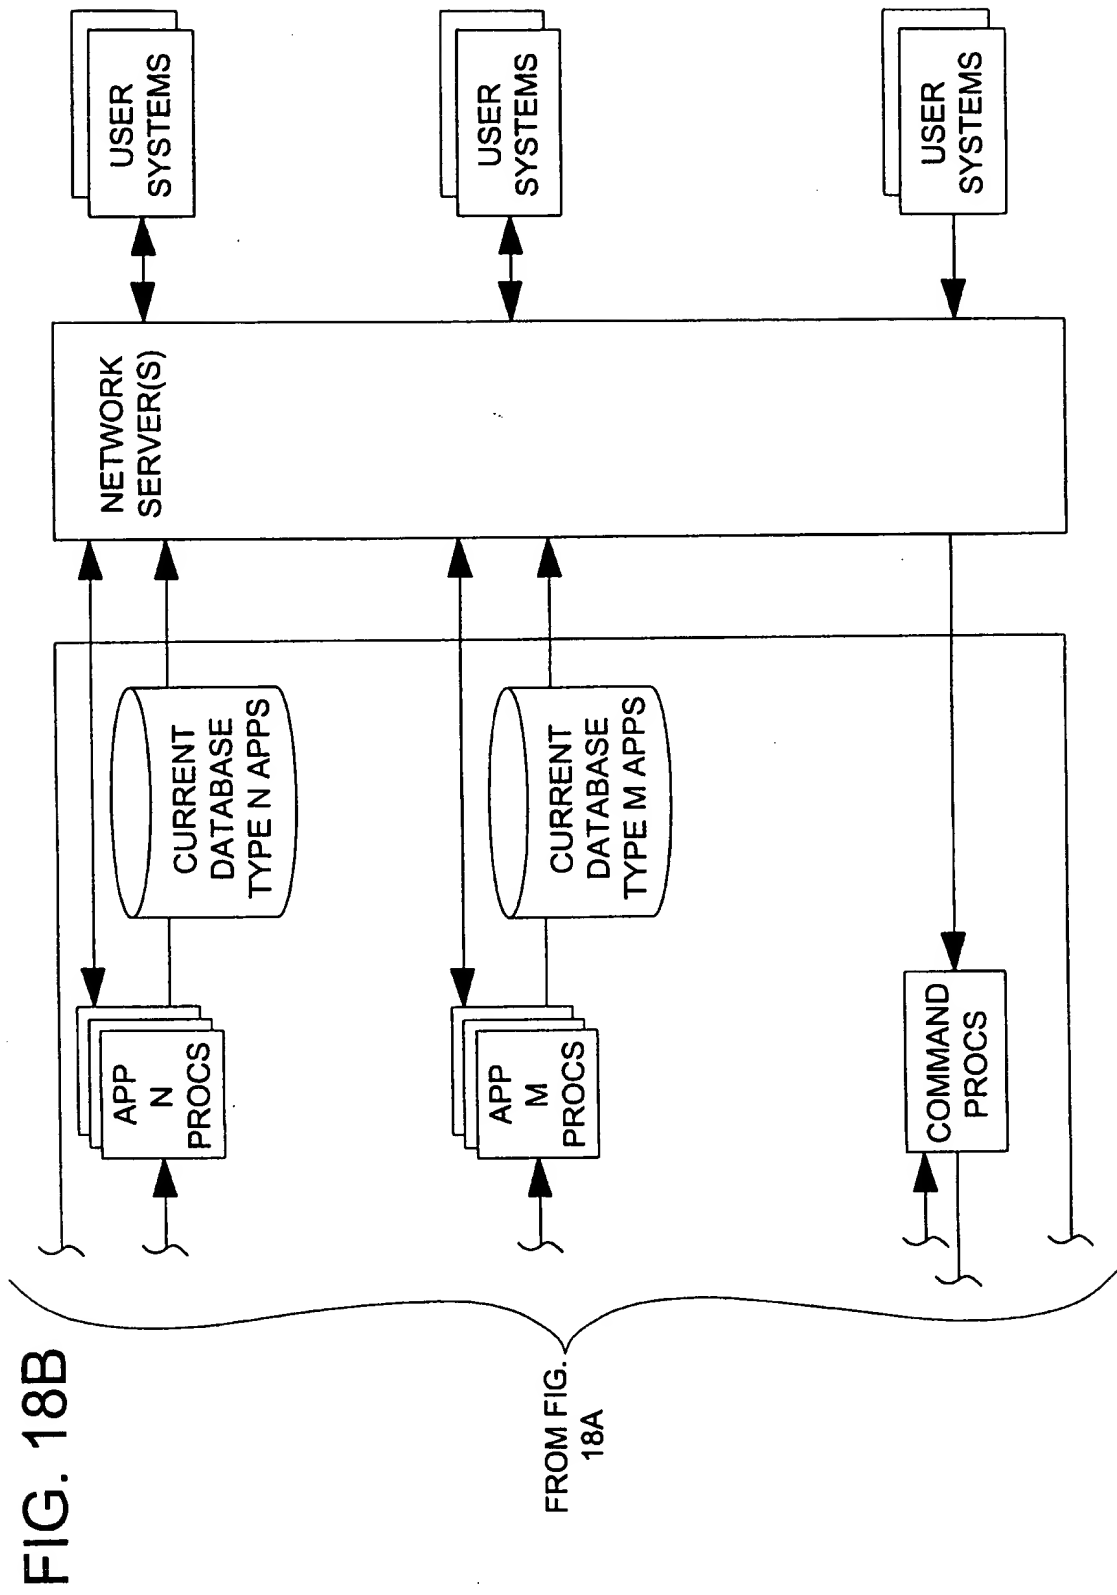 FIG. 18B
FROM FIG.
18A
APP
N
PROCS
CURRENT
DATABASE
TYPE N APPS
NETWORK
SERVER(S)
USER
SYSTEMS
APP
M
PROCS
CURRENT
DATABASE
TYPE M APPS
USER
SYSTEMS
COMMAND
PROCS
USER
SYSTEMS